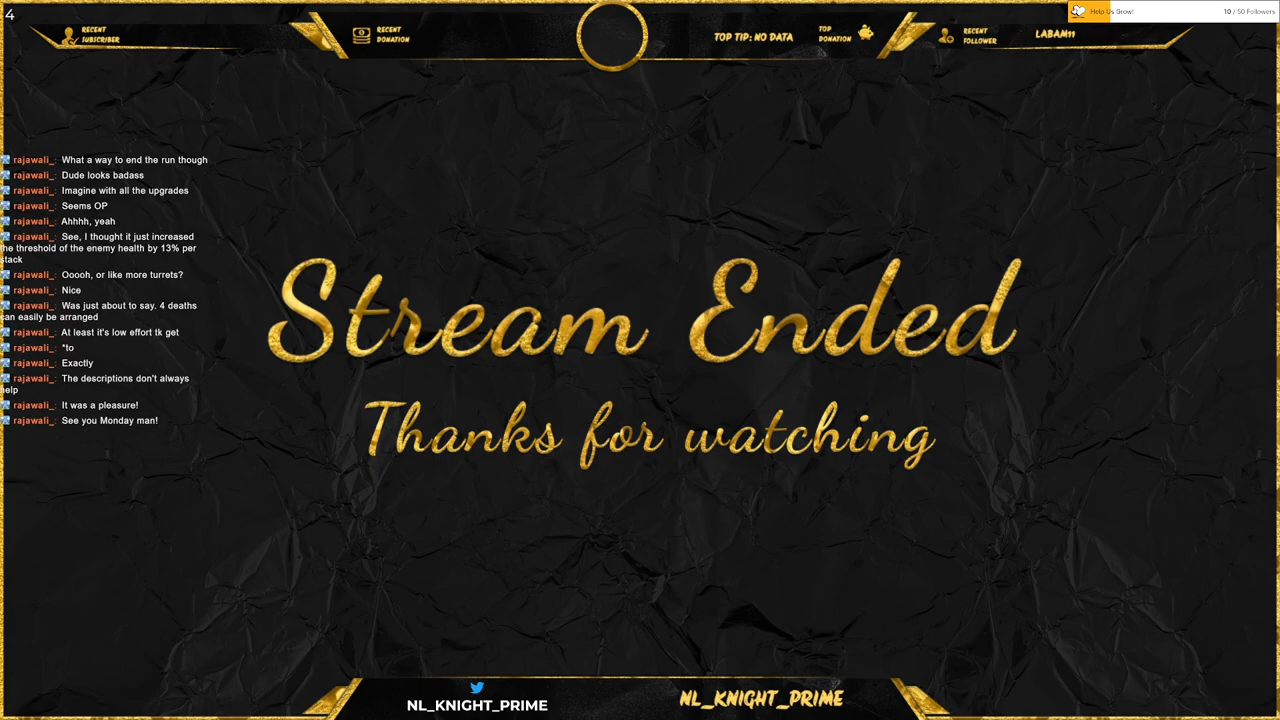 4
Help Us Grow!
10 / 50 Followers
RECENT
SUBSCRIBER
RECENT
DONATION
TOP TIP: NO DATA
TOP
DONATION
RECENT
FOLLOWER
LABAM11
rajawali_: What a way to end the run though
rajawali_: Dude looks badass
rajawali_: Imagine with all the upgrades
rajawali_: Seems OP
rajawali_: Ahhhh, yeah
rajawali_: See, I thought it just increased
the threshold of the enemy health by 13% per
stack
rajawali_: Ooooh, or like more turrets?
rajawali_: Nice
rajawali_: Was just about to say. 4 deaths
can easily be arranged
rajawali_: At least it's low effort tk get
rajawali_: *to
rajawali_: Exactly
rajawali_: The descriptions don't always
help
rajawali_: It was a pleasure!
rajawali_: See you Monday man!
Stream Ended
Thanks for watching
NL_KNIGHT_PRIME
NL_KNIGHT_PRIME